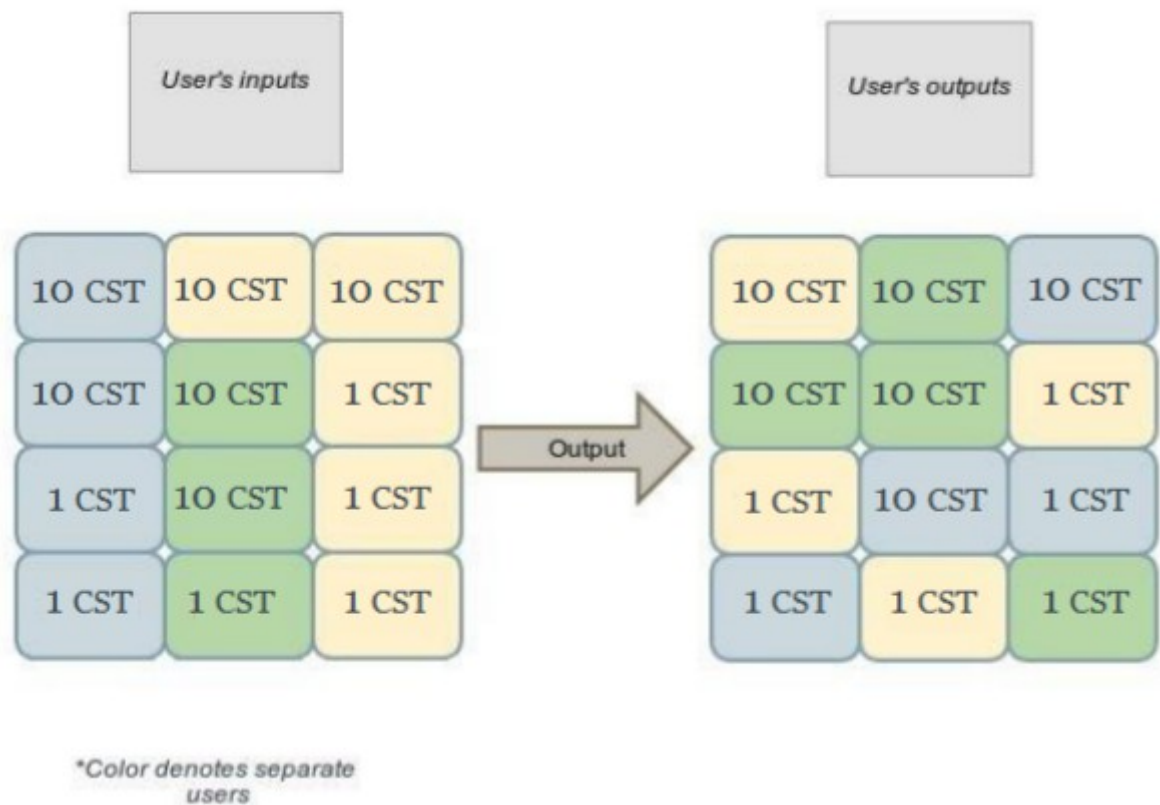 User's inputs
User's outputs
10 CST 10 CST 10 CST
10 CST 10 CST 1 CST
1 CST 10 CST 1 CST
1 CST 1 CST 1 CST
Output
10 CST 10 CST 10 CST
10 CST 10 CST 1 CST
1 CST 10 CST 1 CST
1 CST 1 CST 1 CST
*Color denotes separate
users